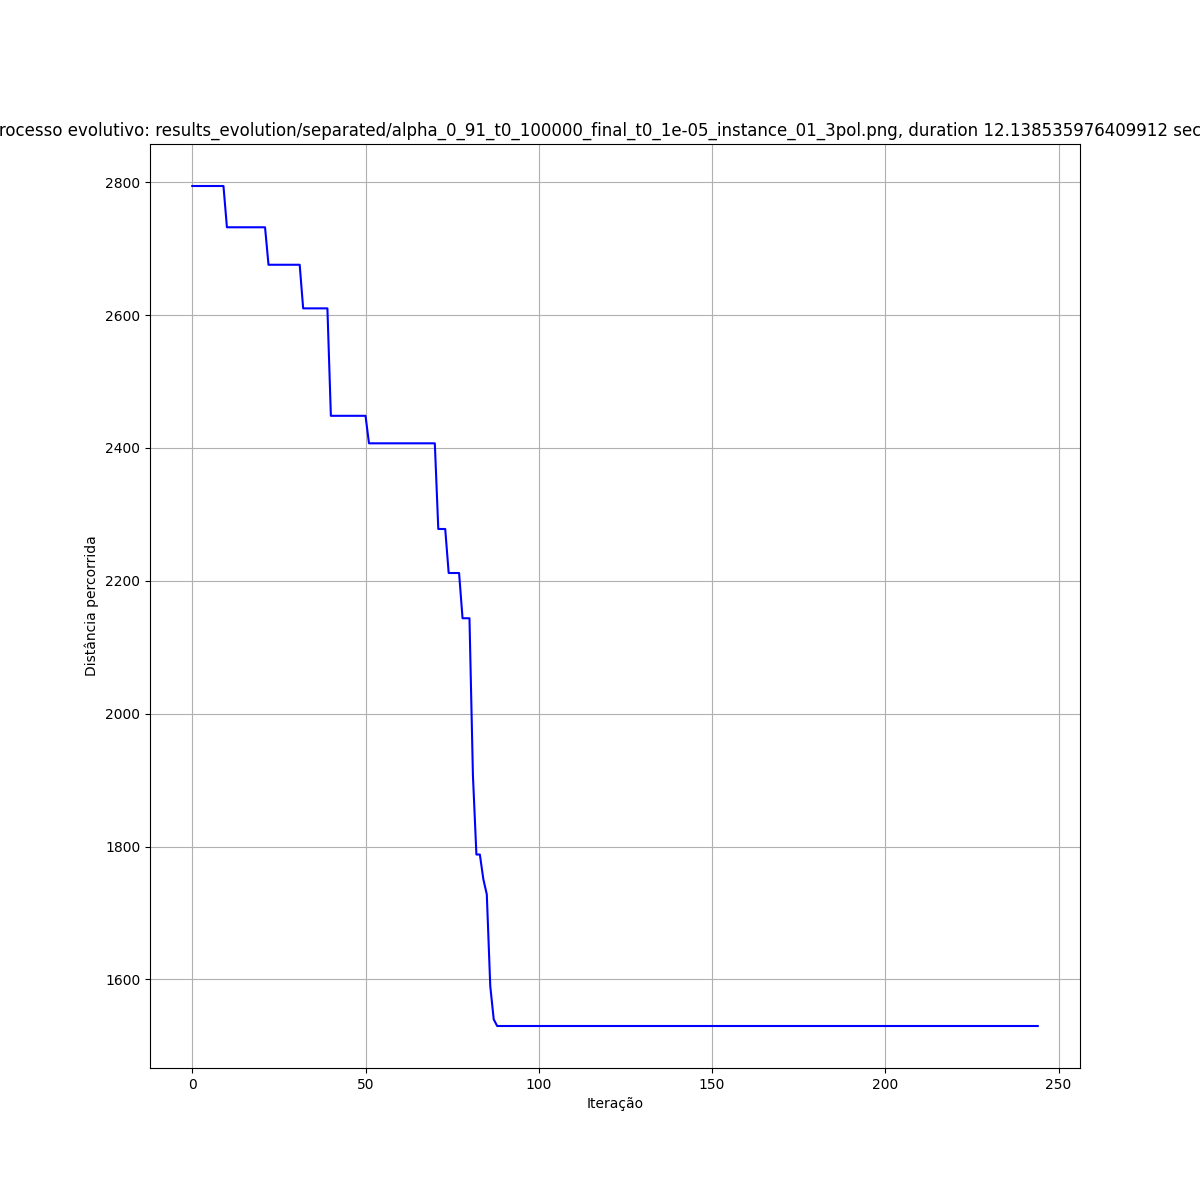 rocesso evolutivo: results_evolution/separated/alpha_0_91_t0_100000_final_t0_1e-05_instance_01_3pol.png, duration 12.138535976409912 sec
2800
2600
2400
2200
2000
1800
1600
Distância percorrida
0 50 100 150 200 250
Iteração